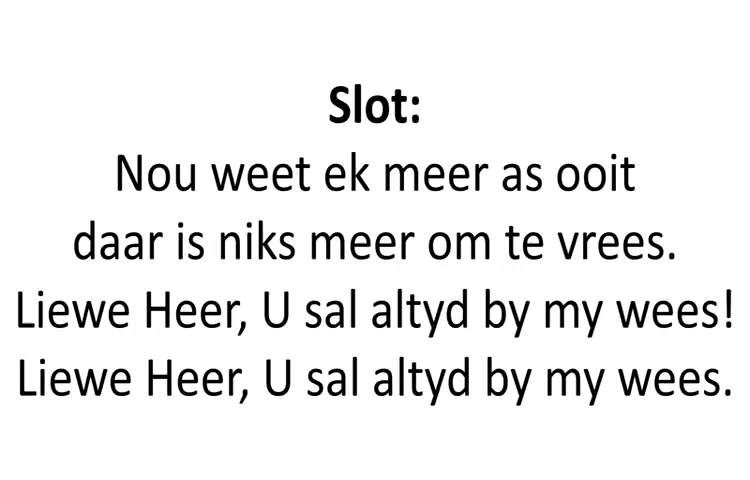 Slot:
Nou weet ek meer as ooit
daar is niks meer om te vrees.
Liewe Heer, U sal altyd by my wees!
Liewe Heer, U sal altyd by my wees.